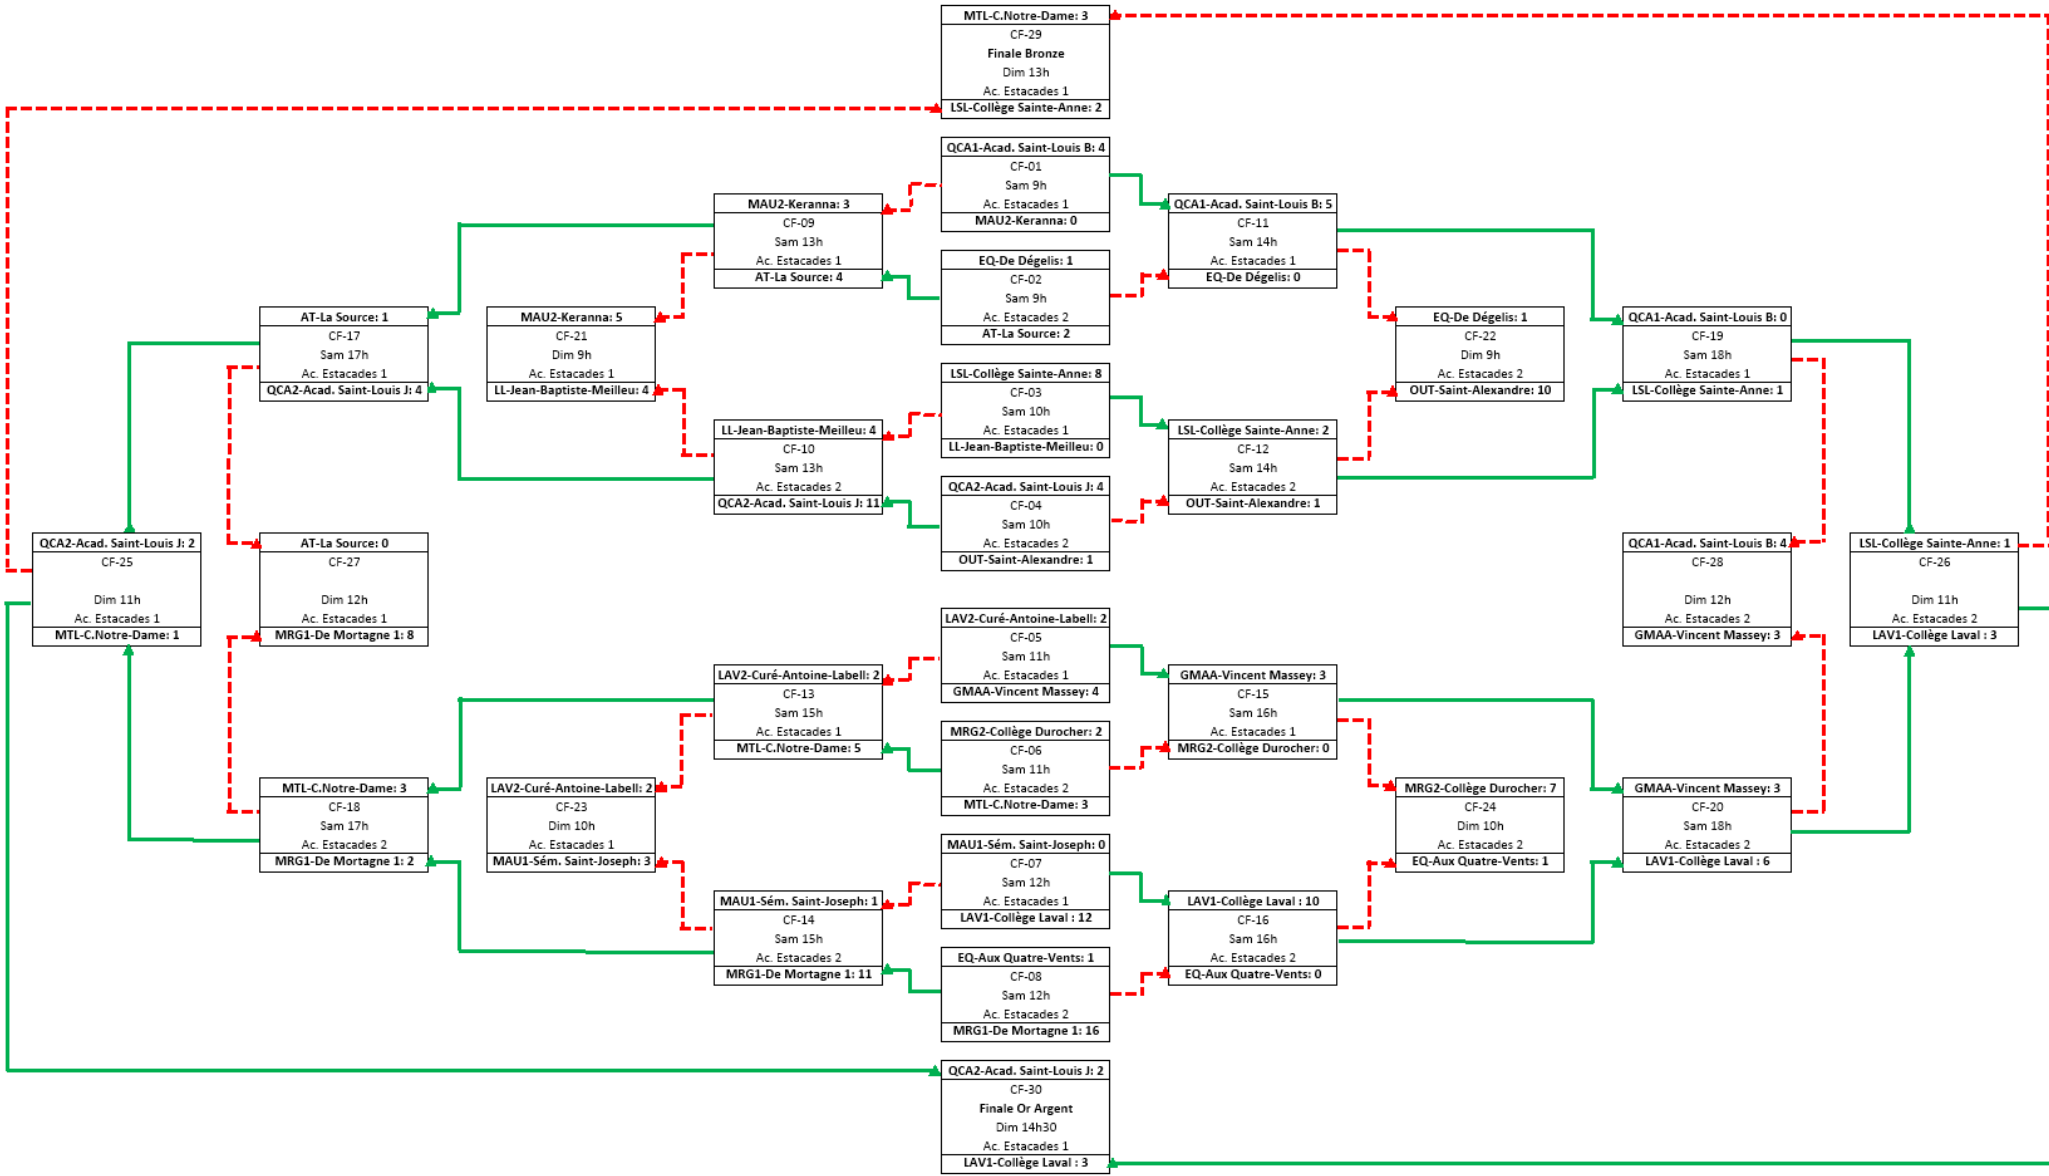 MTL-C.Notre-Dame: 3
CF-29
Finale Bronze
Dim 13h
Ac. Estacades 1
LSL-Collège Sainte-Anne: 2
QCA1-Acad. Saint-Louis B: 4
CF-01
Sam 9h
Ac. Estacades 1
MAU2-Keranna: 0
MAU2-Keranna: 3
CF-09
Sam 13h
Ac. Estacades 1
AT-La Source: 4
QCA1-Acad. Saint-Louis B: 5
CF-11
Sam 14h
Ac. Estacades 1
EQ-De Dégelis: 0
EQ-De Dégelis: 1
CF-02
Sam 9h
Ac. Estacades 2
AT-La Source: 2
AT-La Source: 1
CF-17
Sam 17h
Ac. Estacades 1
QCA2-Acad. Saint-Louis J: 4
MAU2-Keranna: 5
CF-21
Dim 9h
Ac. Estacades 1
LL-Jean-Baptiste-Meilleu: 4
EQ-De Dégelis: 1
CF-22
Dim 9h
Ac. Estacades 2
OUT-Saint-Alexandre: 10
QCA1-Acad. Saint-Louis B: 0
CF-19
Sam 18h
Ac. Estacades 1
LSL-Collège Sainte-Anne: 1
LSL-Collège Sainte-Anne: 8
CF-03
Sam 10h
Ac. Estacades 1
LL-Jean-Baptiste-Meilleu: 0
LL-Jean-Baptiste-Meilleu: 4
CF-10
Sam 13h
Ac. Estacades 2
QCA2-Acad. Saint-Louis J: 11
LSL-Collège Sainte-Anne: 2
CF-12
Sam 14h
Ac. Estacades 2
OUT-Saint-Alexandre: 1
QCA2-Acad. Saint-Louis J: 4
CF-04
Sam 10h
Ac. Estacades 2
OUT-Saint-Alexandre: 1
QCA2-Acad. Saint-Louis J: 2
CF-25
Dim 11h
Ac. Estacades 1
MTL-C.Notre-Dame: 1
AT-La Source: 0
CF-27
Dim 12h
Ac. Estacades 1
MRG1-De Mortagne 1: 8
QCA1-Acad. Saint-Louis B: 4
CF-28
Dim 12h
Ac. Estacades 2
GMAA-Vincent Massey: 3
LSL-Collège Sainte-Anne: 1
CF-26
Dim 11h
Ac. Estacades 2
LAV1-Collège Laval : 3
LAV2-Curé-Antoine-Labell: 2
CF-05
Sam 11h
Ac. Estacades 1
GMAA-Vincent Massey: 4
LAV2-Curé-Antoine-Labell: 2
CF-13
Sam 15h
Ac. Estacades 1
MTL-C.Notre-Dame: 5
GMAA-Vincent Massey: 3
CF-15
Sam 16h
Ac. Estacades 1
MRG2-Collège Durocher: 0
MRG2-Collège Durocher: 2
CF-06
Sam 11h
Ac. Estacades 2
MTL-C.Notre-Dame: 3
MTL-C.Notre-Dame: 3
CF-18
Sam 17h
Ac. Estacades 2
MRG1-De Mortagne 1: 2
LAV2-Curé-Antoine-Labell: 2
CF-23
Dim 10h
Ac. Estacades 1
MAU1-Sém. Saint-Joseph: 3
MRG2-Collège Durocher: 7
CF-24
Dim 10h
Ac. Estacades 2
EQ-Aux Quatre-Vents: 1
GMAA-Vincent Massey: 3
CF-20
Sam 18h
Ac. Estacades 2
LAV1-Collège Laval : 6
MAU1-Sém. Saint-Joseph: 0
CF-07
Sam 12h
Ac. Estacades 1
LAV1-Collège Laval : 12
MAU1-Sém. Saint-Joseph: 1
CF-14
Sam 15h
Ac. Estacades 2
MRG1-De Mortagne 1: 11
LAV1-Collège Laval : 10
CF-16
Sam 16h
Ac. Estacades 2
EQ-Aux Quatre-Vents: 0
EQ-Aux Quatre-Vents: 1
CF-08
Sam 12h
Ac. Estacades 2
MRG1-De Mortagne 1: 16
QCA2-Acad. Saint-Louis J: 2
CF-30
Finale Or Argent
Dim 14h30
Ac. Estacades 1
LAV1-Collège Laval : 3